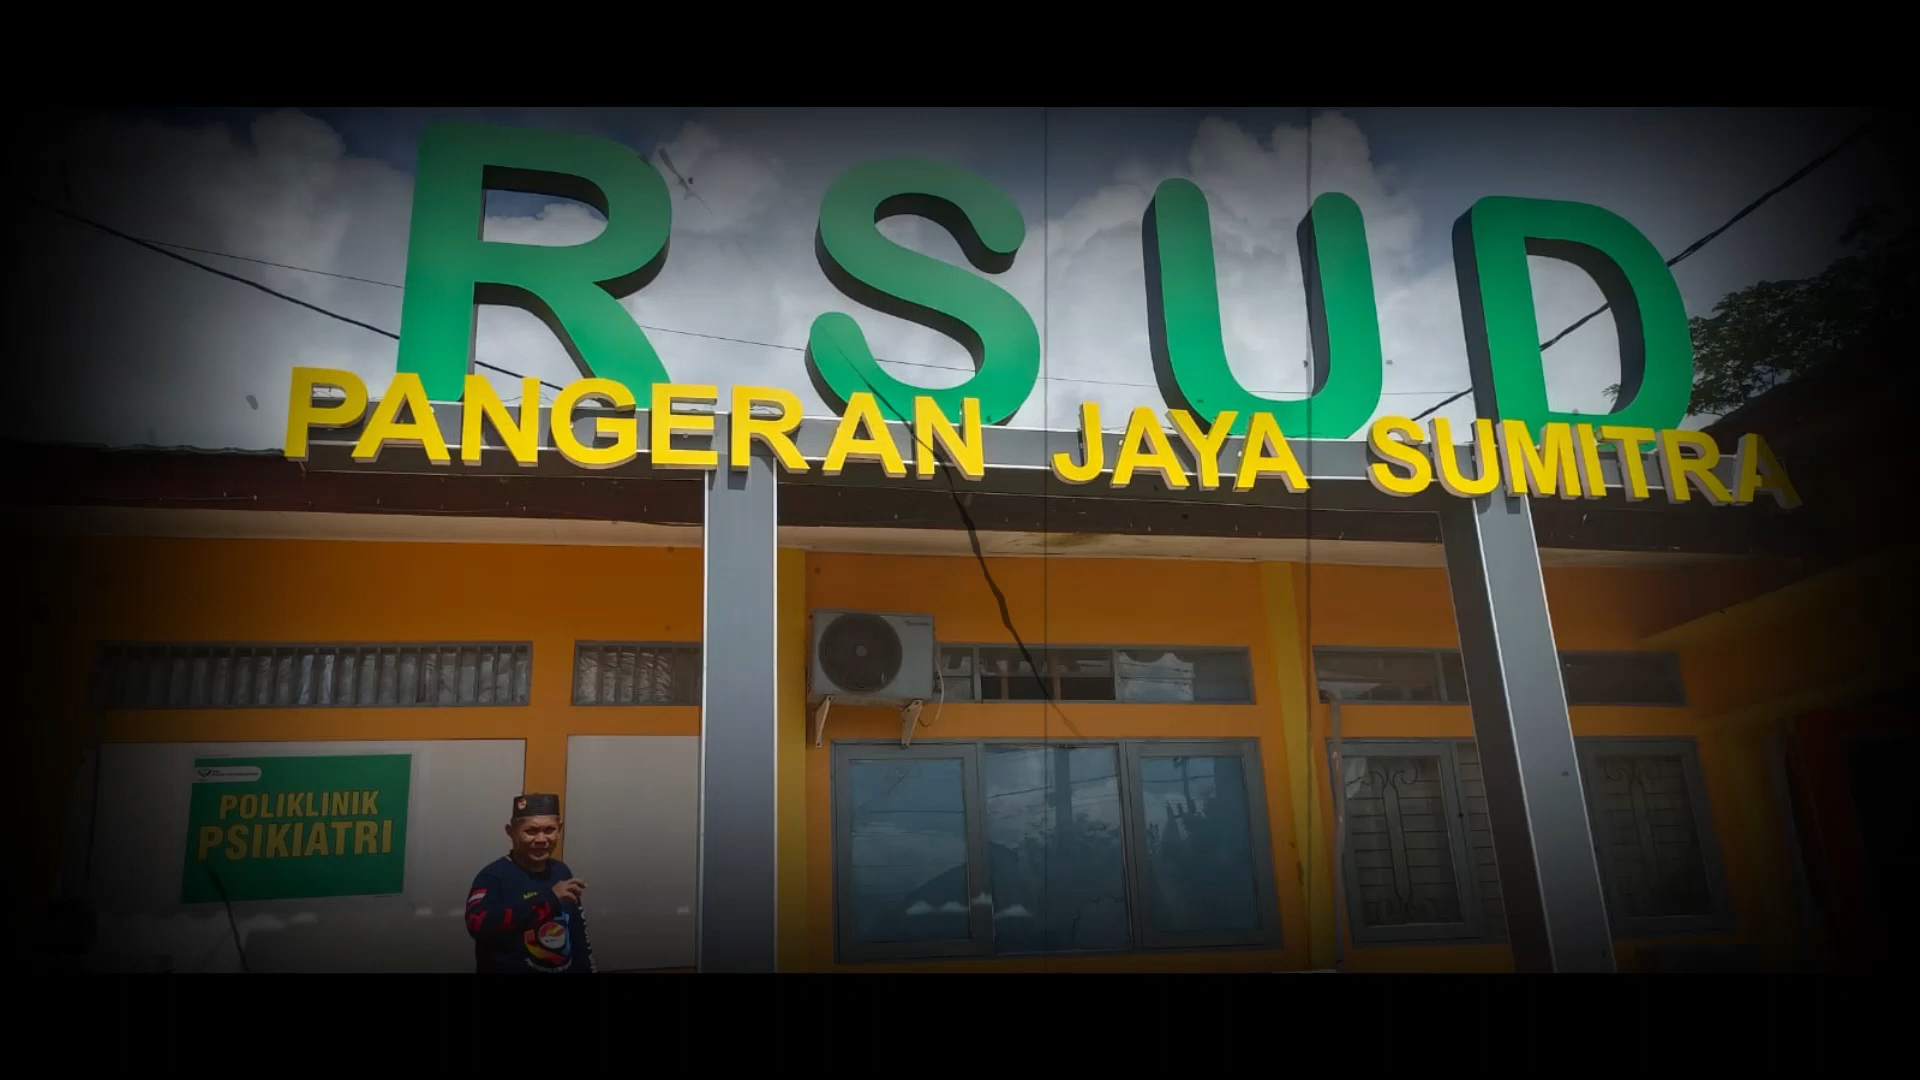 RSUD
PANGERAN JAYA SUMITRA
POLIKLINIK
PSIKIATRI